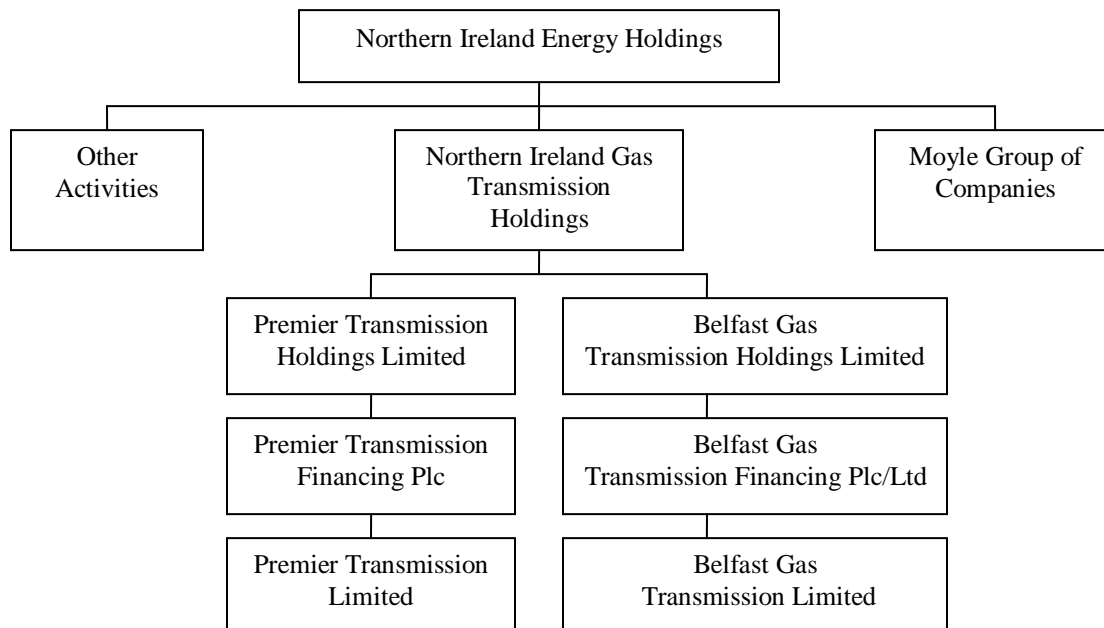 Northern Ireland Energy Holdings
Other
Activities
Northern Ireland Gas
Transmission
Holdings
Moyle Group of
Companies
Premier Transmission
Holdings Limited
Belfast Gas
Transmission Holdings Limited
Premier Transmission
Financing Plc
Belfast Gas
Transmission Financing Plc/Ltd
Premier Transmission
Limited
Belfast Gas
Transmission Limited